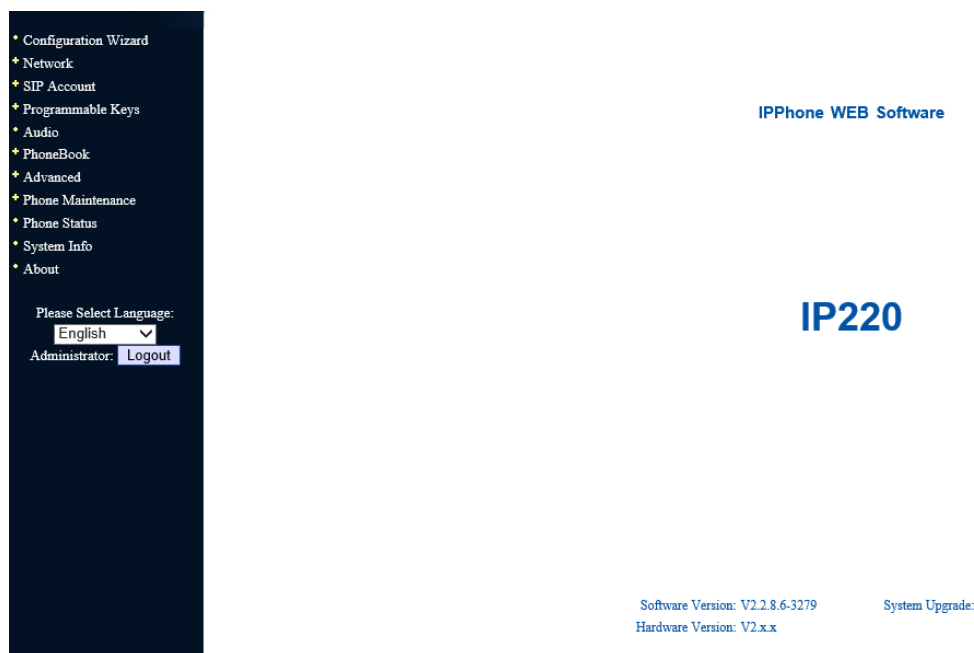 Configuration Wizard
Network
SIP Account
Programmable Keys
Audio
PhoneBook
Advanced
Phone Maintenance
Phone Status
System Info
About
Please Select Language:
English
Administrator: Logout
IPPhone WEB Software
IP220
Software Version: V2.2.8.6-3279 System Upgrade:
Hardware Version: V2.x.x